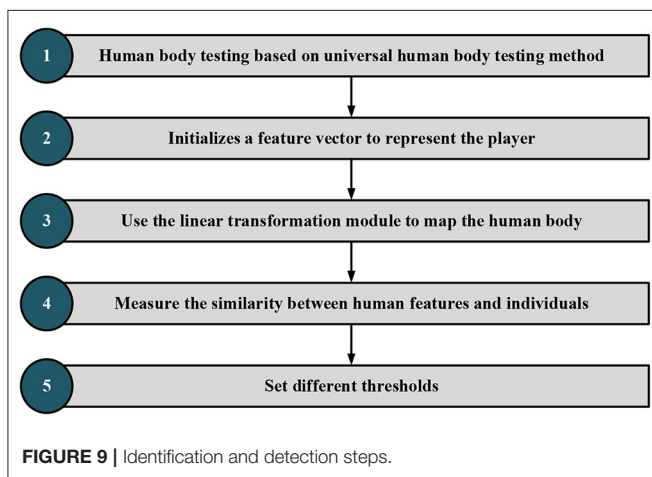 1 Human body testing based on universal human body testing method
2 Initializes a feature vector to represent the player
3 Use the linear transformation module to map the human body
4 Measure the similarity between human features and individuals
5 Set different thresholds
FIGURE 9 | Identification and detection steps.